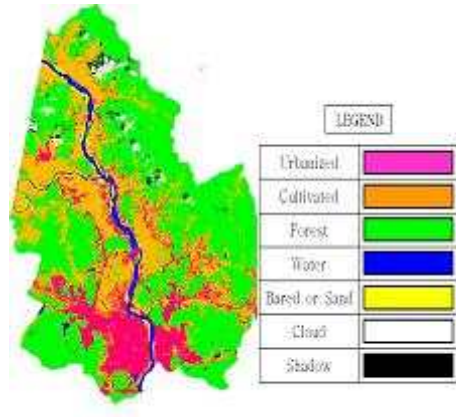 LEGEND
Urbanized
Cultivated
Forest
Water
Bared or Sand
Cloud
Shadow